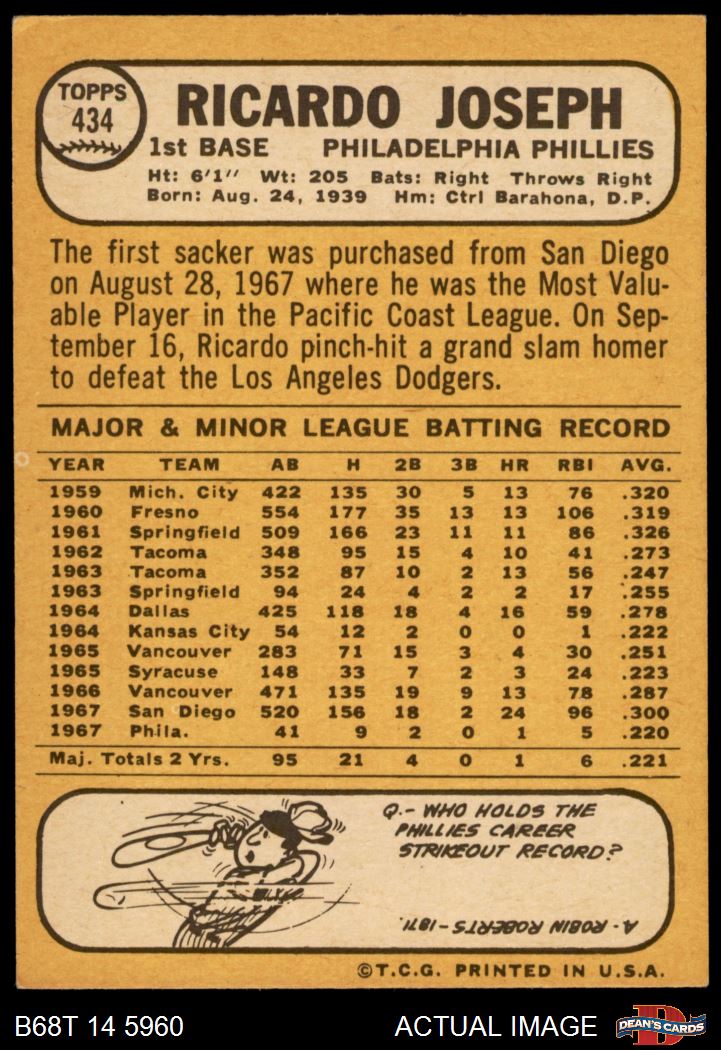 TOPPS
434
RICARDO JOSEPH
1st BASE PHILADELPHIA PHILLIES
Ht: 6'1" Wt: 205 Bats: Right Throws Right
Born: Aug. 24, 1939 Hm: Ctrl Barahona, D.P.
The first sacker was purchased from San Diego
on August 28, 1967 where he was the Most Valu-
able Player in the Pacific Coast League. On Sep-
tember 16, Ricardo pinch-hit a grand slam homer
to defeat the Los Angeles Dodgers.
MAJOR & MINOR LEAGUE BATTING RECORD
YEAR TEAM AB H 2B 3B HR RBI AVG.
1959 Mich. City 422 135 30 5 13 76 .320
1960 Fresno 554 177 35 13 13 106 .319
1961 Springfield 509 166 23 11 11 86 .326
1962 Tacoma 348 95 15 4 10 41 .273
1963 Tacoma 352 87 10 2 13 56 .247
1963 Springfield 94 24 4 2 2 17 .255
1964 Dallas 425 118 18 4 16 59 .278
1964 Kansas City 54 12 2 0 0 1 .222
1965 Vancouver 283 71 15 3 4 30 .251
1965 Syracuse 148 33 7 2 3 24 .223
1966 Vancouver 471 135 19 9 13 78 .287
1967 San Diego 520 156 18 2 24 96 .300
1967 Phila. 41 9 2 0 1 5 .220
Maj. Totals 2 Yrs. 95 21 4 0 1 6 .221
Q.- WHO HOLDS THE
PHILLIES CAREER
STRIKEOUT RECORD?
A- ROBIN ROBERTS-1871.
©T.C.G. PRINTED IN U.S.A.
B68T 14 5960
ACTUAL IMAGE
D
DEAN'S CARDS